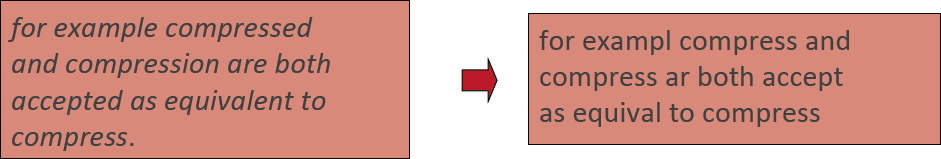 for example compressed
and compression are both
accepted as equivalent to
compress.
for exampl compress and
compress ar both accept
as equival to compress